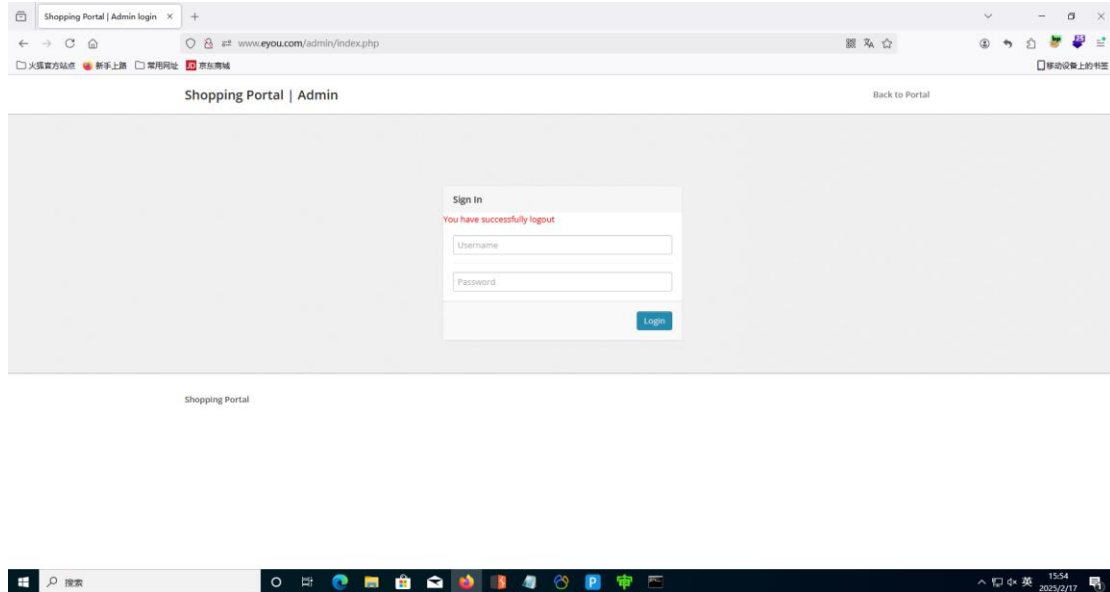 Shopping Portal | Admin login
www.eyou.com/admin/index.php
火狐官方站点 新手上路 常用网址 JD 京东商城 移动设备上的书签
Shopping Portal | Admin Back to Portal
Sign In
You have successfully logout
Username
Password
Login
Shopping Portal
搜索 英 15:54
2025/2/17